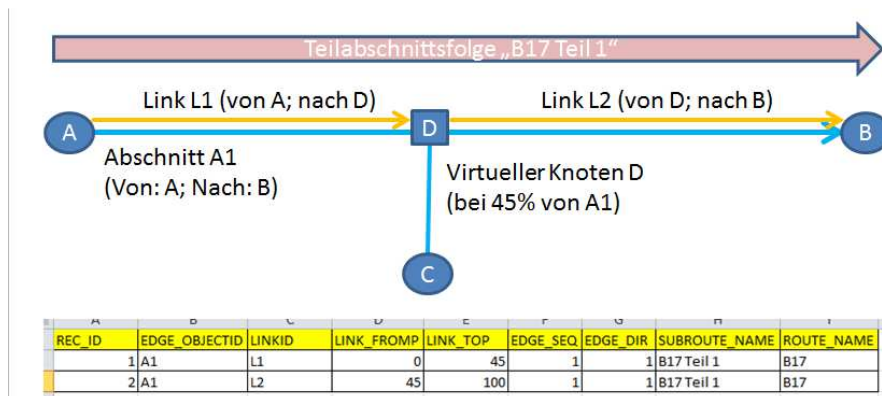 Teilabschnittsfolge „B17 Teil 1“
Link L1 (von A; nach D)
Link L2 (von D; nach B)
A
D
B
Abschnitt A1
(Von: A; Nach: B)
Virtueller Knoten D
(bei 45% von A1)
C
A B C D E F G H I
REC_ID EDGE_OBJECTID LINKID LINK_FROMP LINK_TOP EDGE_SEQ EDGE_DIR SUBROUTE_NAME ROUTE_NAME
1 A1 L1 0 45 1 1 B17 Teil 1 B17
2 A1 L2 45 100 1 1 B17 Teil 1 B17